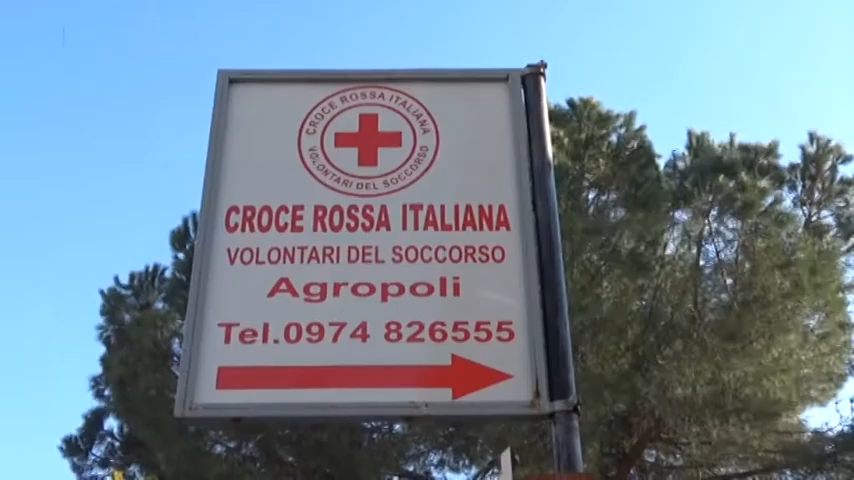 CROCE ROSSA ITALIANA
VOLONTARI DEL SOCCORSO
CROCE ROSSA ITALIANA
VOLONTARI DEL SOCCORSO
Agropoli
Tel.0974 826555